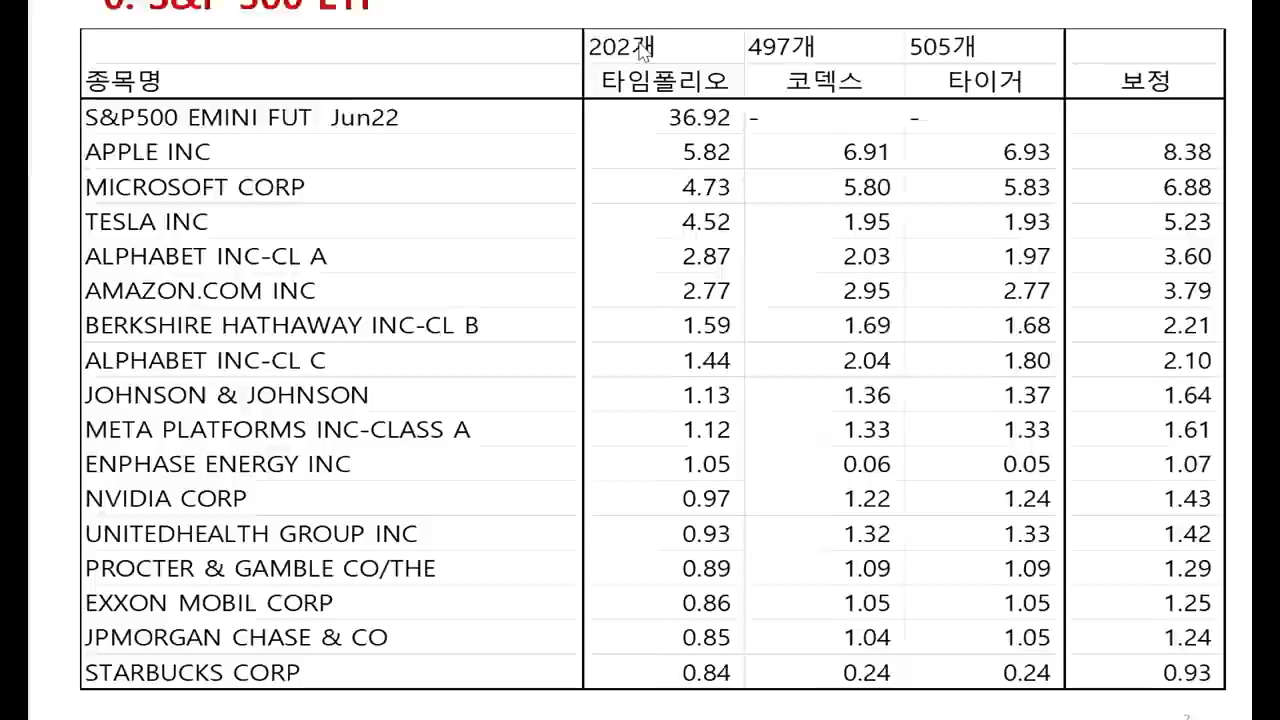 6. S&P 500 ETF
202개 497개 505개
종목명 타임폴리오 코덱스 타이거 보정
S&P500 EMINI FUT Jun22 36.92 - -
APPLE INC 5.82 6.91 6.93 8.38
MICROSOFT CORP 4.73 5.80 5.83 6.88
TESLA INC 4.52 1.95 1.93 5.23
ALPHABET INC-CL A 2.87 2.03 1.97 3.60
AMAZON.COM INC 2.77 2.95 2.77 3.79
BERKSHIRE HATHAWAY INC-CL B 1.59 1.69 1.68 2.21
ALPHABET INC-CL C 1.44 2.04 1.80 2.10
JOHNSON & JOHNSON 1.13 1.36 1.37 1.64
META PLATFORMS INC-CLASS A 1.12 1.33 1.33 1.61
ENPHASE ENERGY INC 1.05 0.06 0.05 1.07
NVIDIA CORP 0.97 1.22 1.24 1.43
UNITEDHEALTH GROUP INC 0.93 1.32 1.33 1.42
PROCTER & GAMBLE CO/THE 0.89 1.09 1.09 1.29
EXXON MOBIL CORP 0.86 1.05 1.05 1.25
JPMORGAN CHASE & CO 0.85 1.04 1.05 1.24
STARBUCKS CORP 0.84 0.24 0.24 0.93